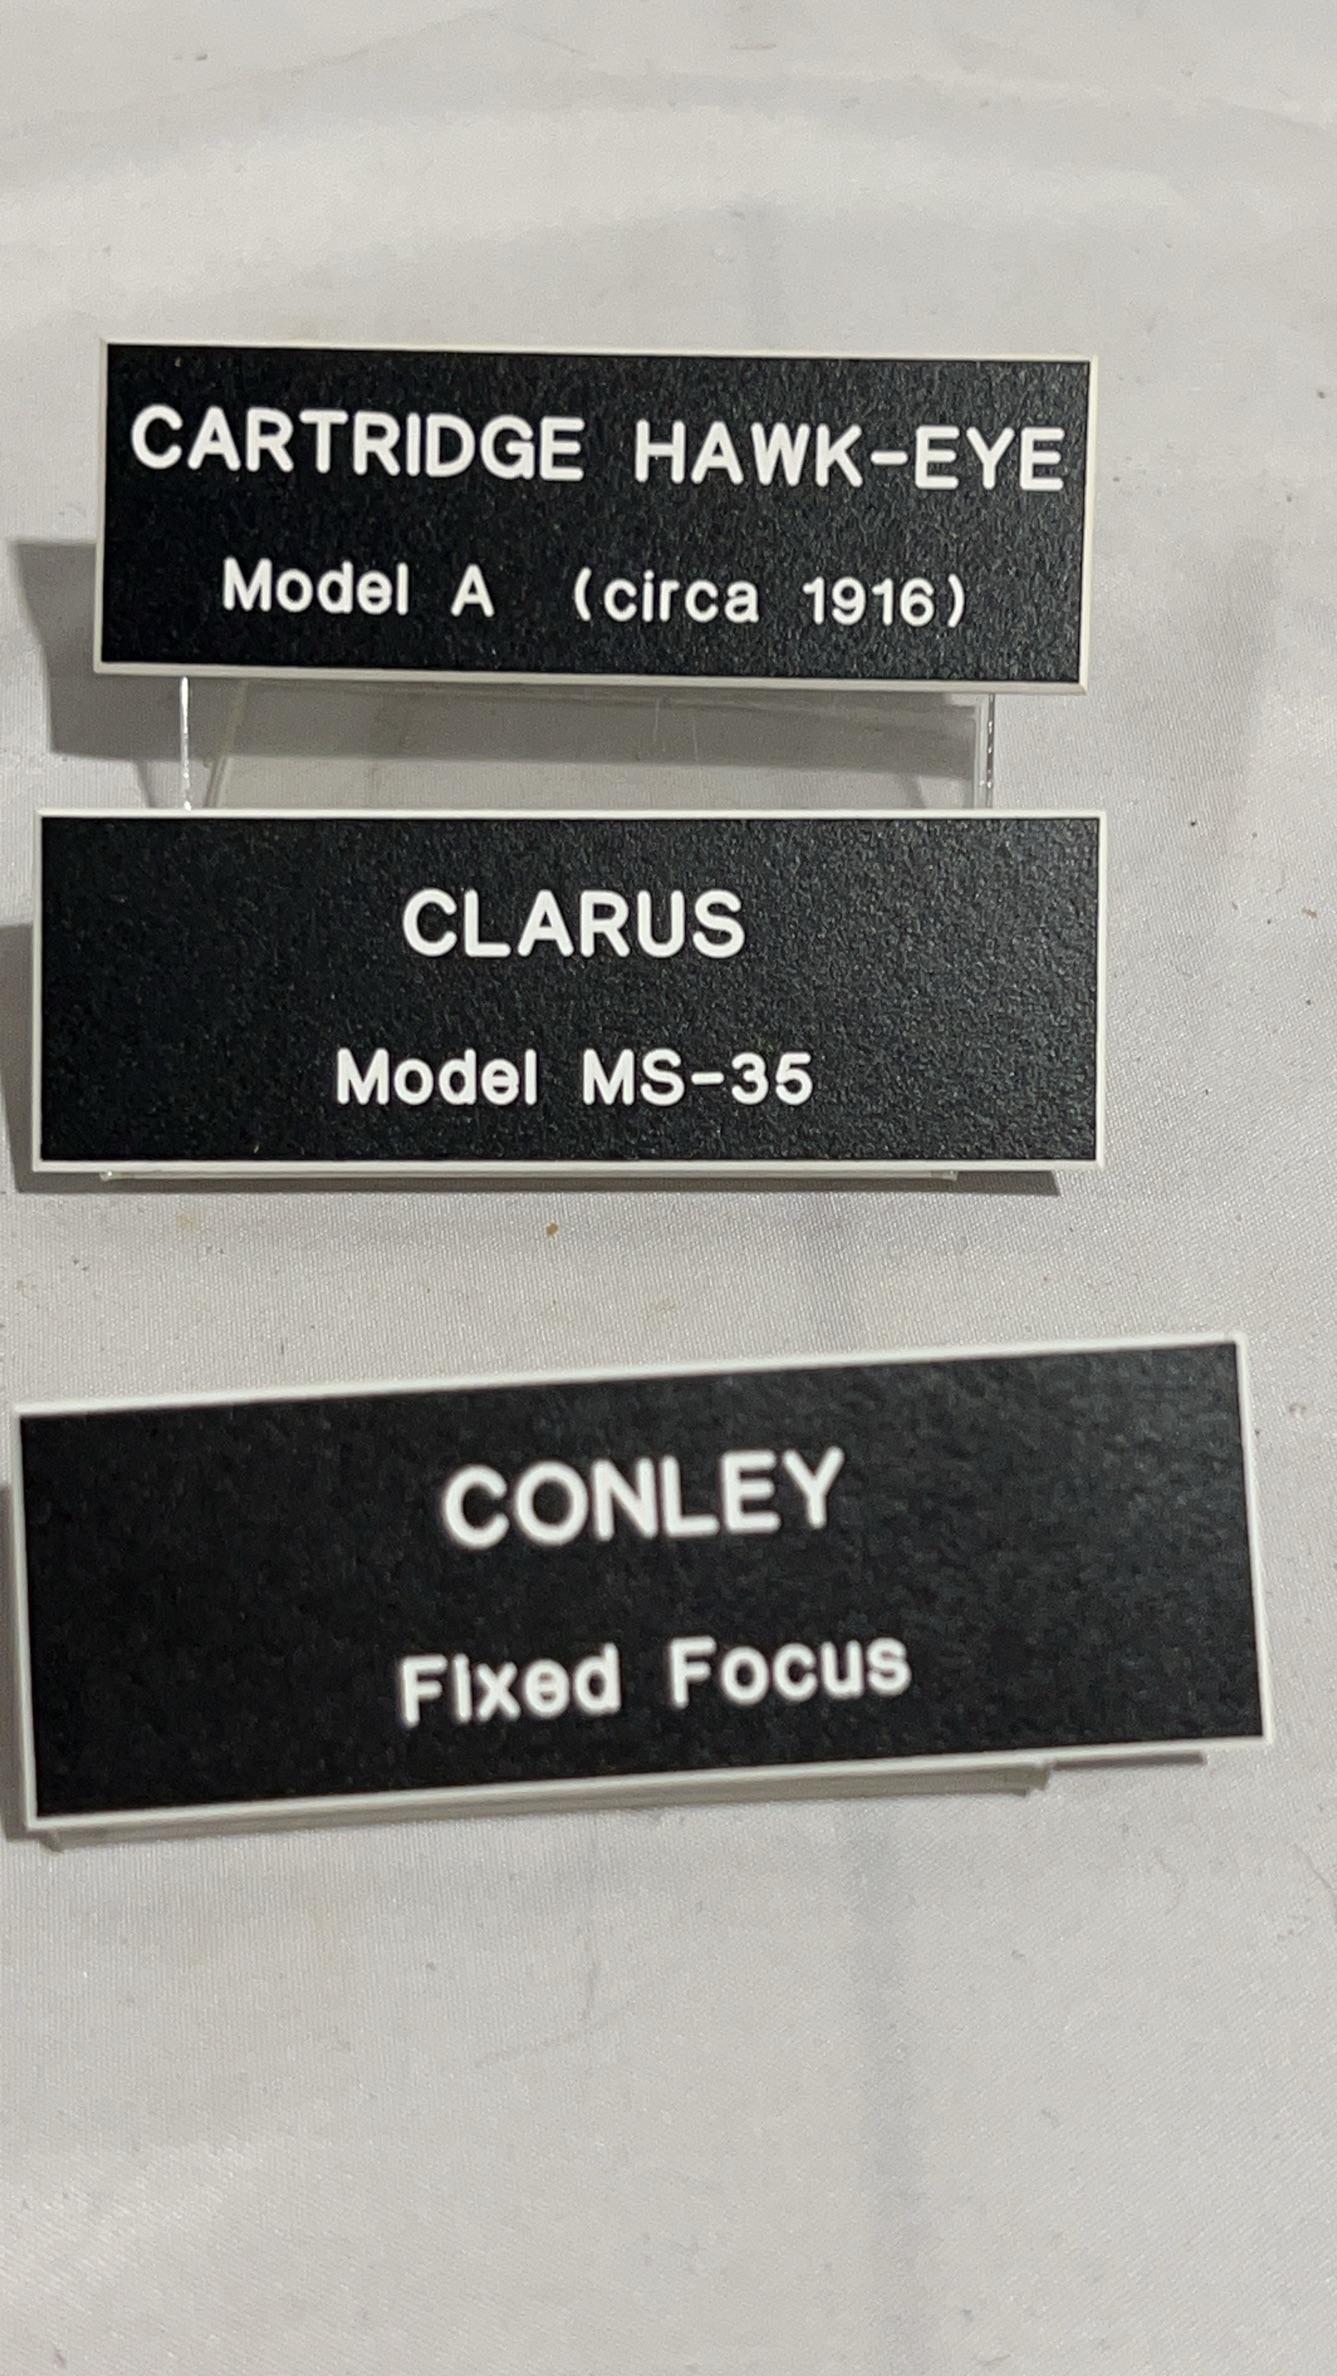 CARTRIDGE HAWK-EYE
Model A (circa 1916)
CLARUS
Model MS-35
CONLEY
Fixed Focus